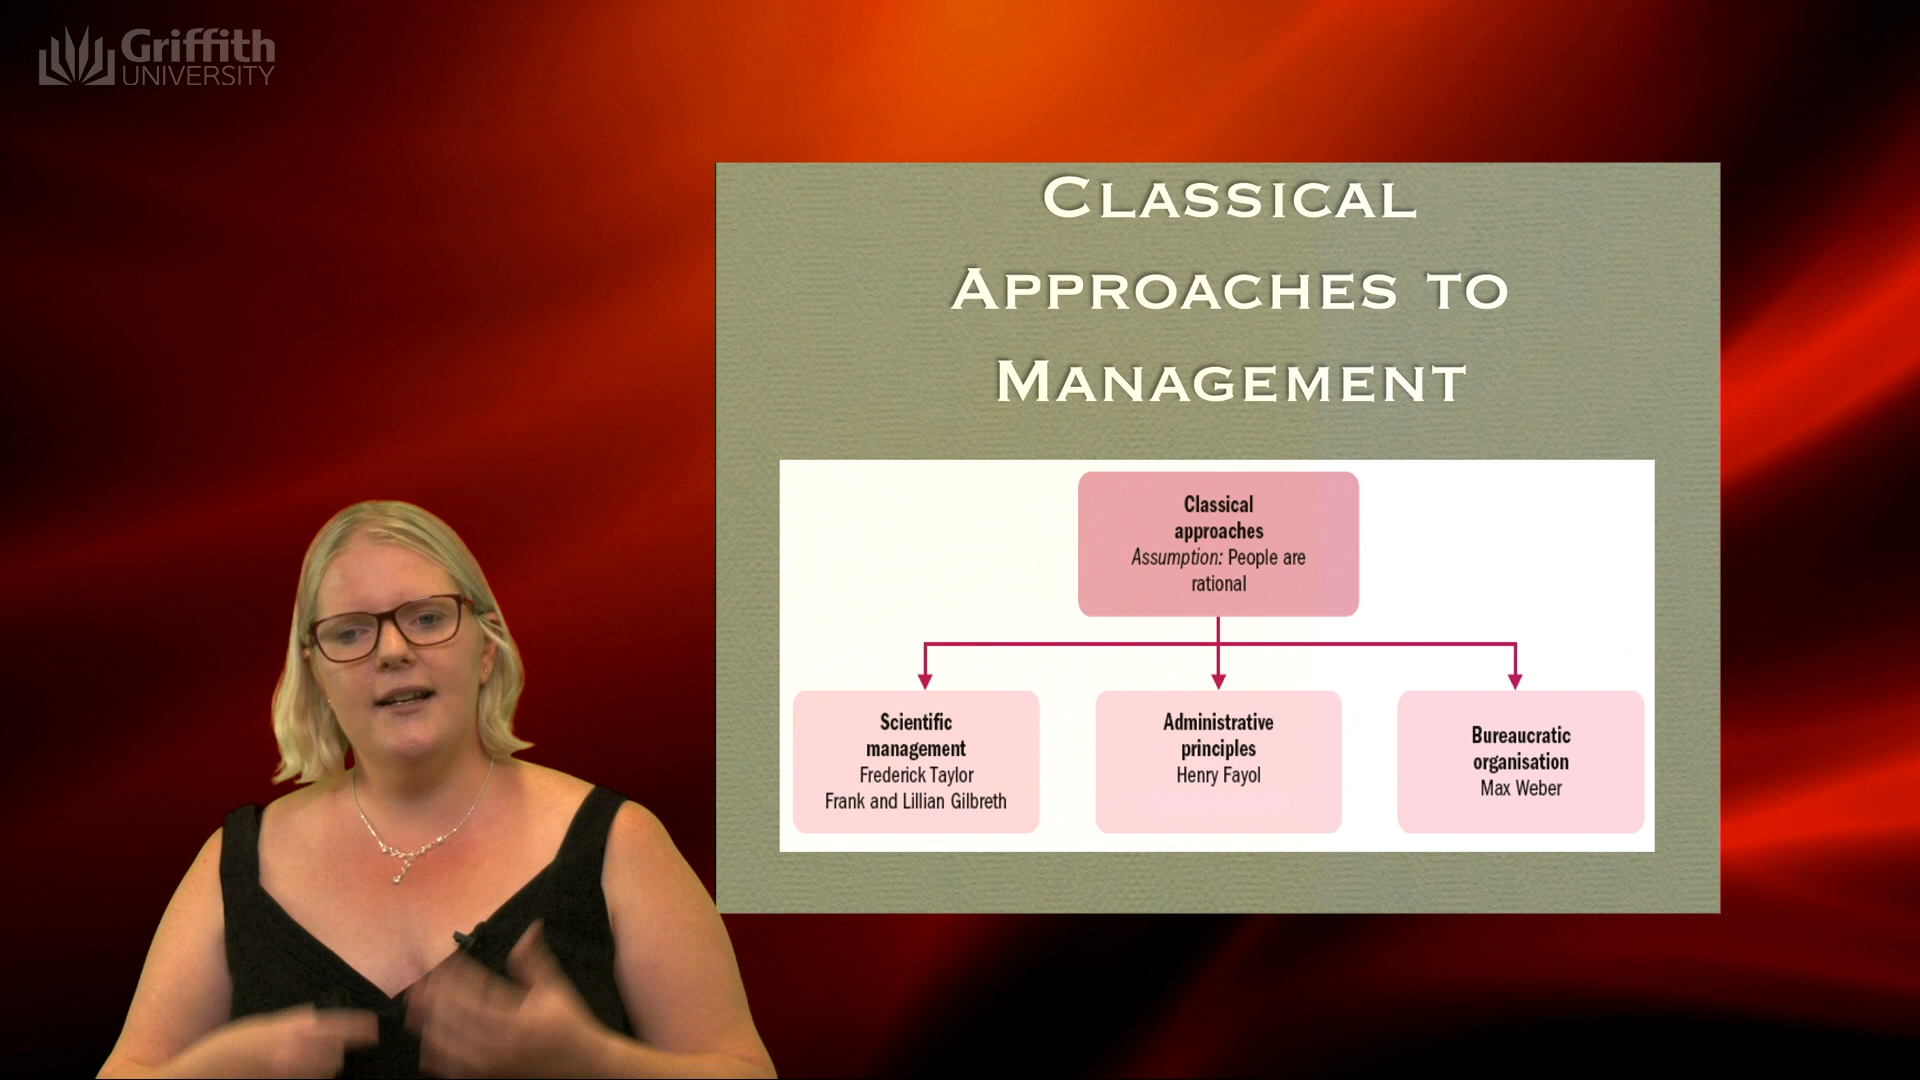 Griffith
UNIVERSITY
CLASSICAL
APPROACHES TO
MANAGEMENT
Classical
approaches
Assumption: People are
rational
Scientific
management
Frederick Taylor
Frank and Lillian Gilbreth
Administrative
principles
Henry Fayol
Bureaucratic
organisation
Max Weber